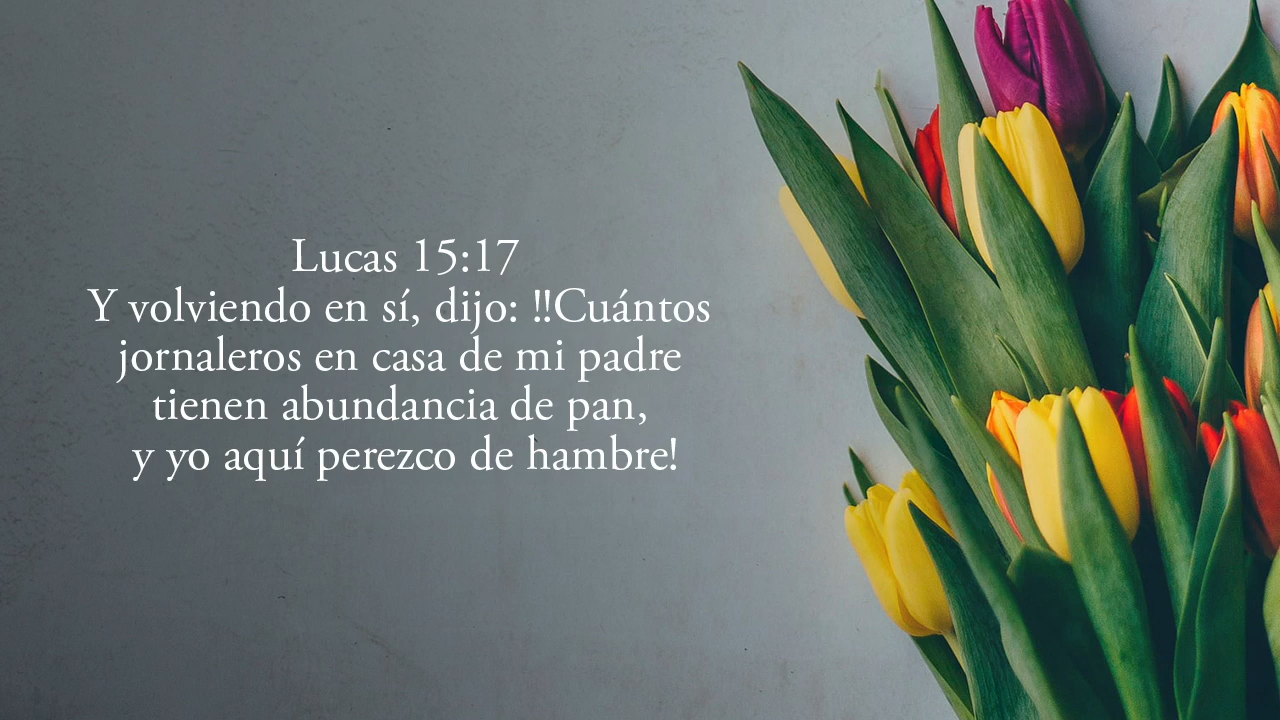 Lucas 15:17
Y volviendo en sí, dijo: !!Cuántos
jornaleros en casa de mi padre
tienen abundancia de pan,
y yo aquí perezco de hambre!